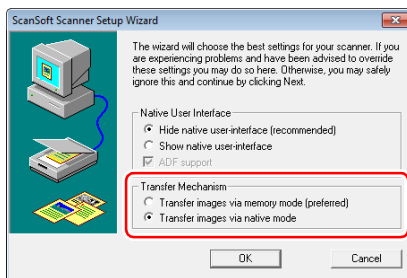 ScanSoft Scanner Setup Wizard
The wizard will choose the best settings for your scanner. If you
are experiencing problems and have been advised to override
these settings you may do so here. Otherwise, you may safely
ignore this and continue by clicking Next.
Native User Interface
Hide native user-interface (recommended)
Show native user-interface
ADF support
Transfer Mechanism
Transfer images via memory mode (preferred)
Transfer images via native mode
OK
Cancel